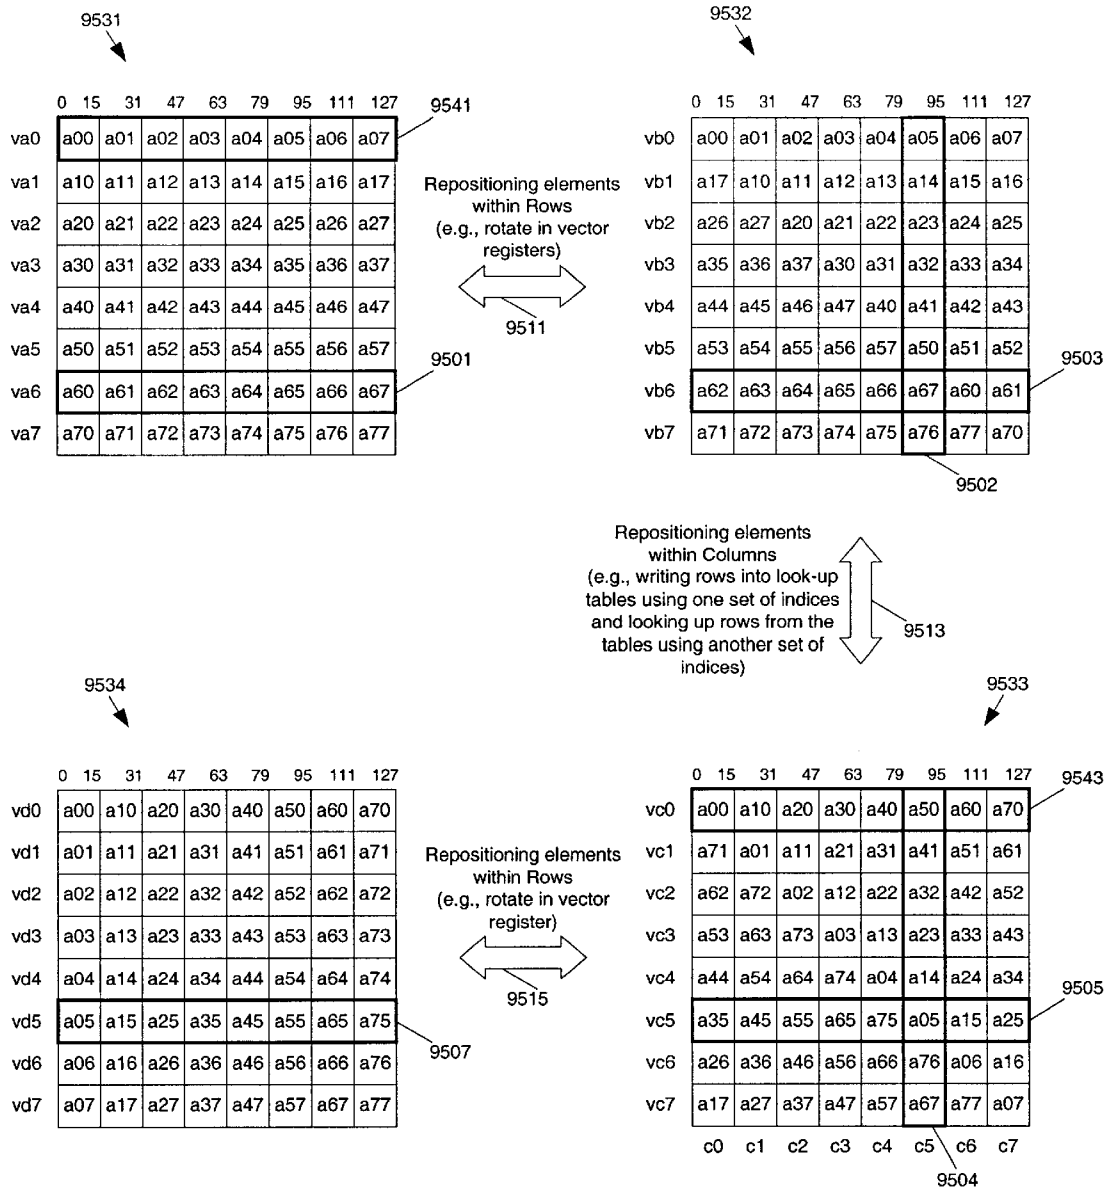 9531
9532
0 15 31 47 63 79 95 111 127
9541
va0 a00 a01 a02 a03 a04 a05 a06 a07
va1 a10 a11 a12 a13 a14 a15 a16 a17
va2 a20 a21 a22 a23 a24 a25 a26 a27
va3 a30 a31 a32 a33 a34 a35 a36 a37
va4 a40 a41 a42 a43 a44 a45 a46 a47
va5 a50 a51 a52 a53 a54 a55 a56 a57
9501
va6 a60 a61 a62 a63 a64 a65 a66 a67
va7 a70 a71 a72 a73 a74 a75 a76 a77
Repositioning elements
within Rows
(e.g., rotate in vector
registers)
9511
0 15 31 47 63 79 95 111 127
vb0 a00 a01 a02 a03 a04 a05 a06 a07
vb1 a17 a10 a11 a12 a13 a14 a15 a16
vb2 a26 a27 a20 a21 a22 a23 a24 a25
vb3 a35 a36 a37 a30 a31 a32 a33 a34
vb4 a44 a45 a46 a47 a40 a41 a42 a43
vb5 a53 a54 a55 a56 a57 a50 a51 a52
9503
vb6 a62 a63 a64 a65 a66 a67 a60 a61
vb7 a71 a72 a73 a74 a75 a76 a77 a70
9502
Repositioning elements
within Columns
(e.g., writing rows into look-up
tables using one set of indices
and looking up rows from the
tables using another set of
indices)
9513
9534
9533
0 15 31 47 63 79 95 111 127
vd0 a00 a10 a20 a30 a40 a50 a60 a70
vd1 a01 a11 a21 a31 a41 a51 a61 a71
vd2 a02 a12 a22 a32 a42 a52 a62 a72
vd3 a03 a13 a23 a33 a43 a53 a63 a73
vd4 a04 a14 a24 a34 a44 a54 a64 a74
vd5 a05 a15 a25 a35 a45 a55 a65 a75
9507
vd6 a06 a16 a26 a36 a46 a56 a66 a76
vd7 a07 a17 a27 a37 a47 a57 a67 a77
Repositioning elements
within Rows
(e.g., rotate in vector
register)
9515
0 15 31 47 63 79 95 111 127
9543
vc0 a00 a10 a20 a30 a40 a50 a60 a70
vc1 a71 a01 a11 a21 a31 a41 a51 a61
vc2 a62 a72 a02 a12 a22 a32 a42 a52
vc3 a53 a63 a73 a03 a13 a23 a33 a43
vc4 a44 a54 a64 a74 a04 a14 a24 a34
9505
vc5 a35 a45 a55 a65 a75 a05 a15 a25
vc6 a26 a36 a46 a56 a66 a76 a06 a16
vc7 a17 a27 a37 a47 a57 a67 a77 a07
c0 c1 c2 c3 c4 c5 c6 c7
9504